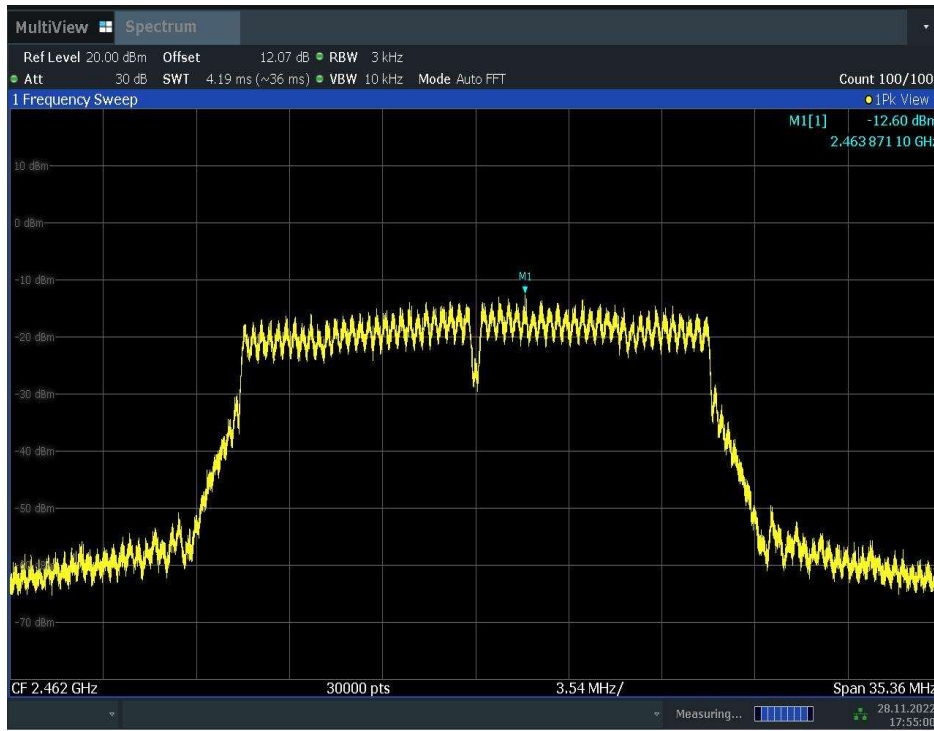 MultiView Spectrum
Ref Level 20.00 dBm Offset 12.07 dB RBW 3 kHz
Att 30 dB SWT 4.19 ms (~36 ms) VBW 10 kHz Mode Auto FFT Count 100/100
1 Frequency Sweep 1Pk View
M1[1] -12.60 dBm
2.463 871 10 GHz
10 dBm
0 dBm
M1
-10 dBm
-20 dBm
-30 dBm
-40 dBm
-50 dBm
-70 dBm
CF 2.462 GHz 30000 pts 3.54 MHz/ Span 35.36 MHz
Measuring... 28.11.2022
17:55:00